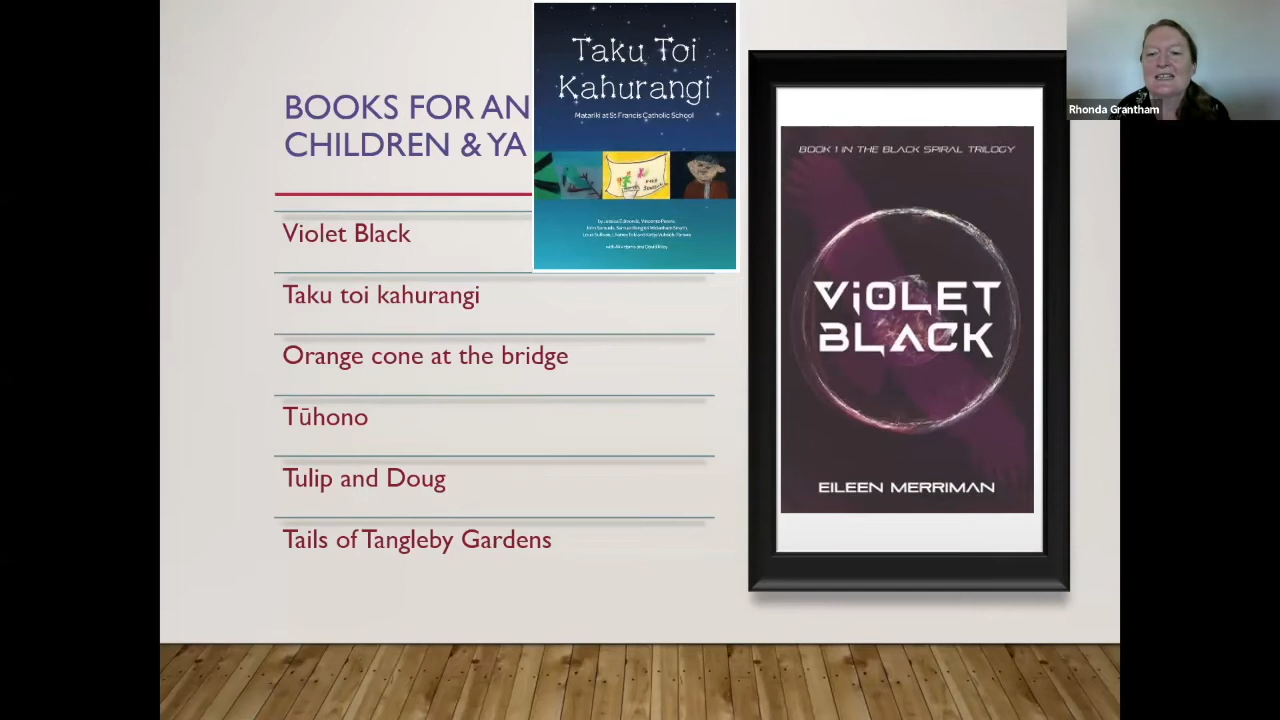 BOOKS FOR AN
CHILDREN & YA
Violet Black
Taku toi kahurangi
Orange cone at the bridge
Tūhono
Tulip and Doug
Tails of Tangleby Gardens
Taku Toi
Kahurangi
Matariki at St Francis Catholic School
BOOK 1 IN THE BLACK SPIRAL TRILOGY
VIOLET
BLACK
EILEEN MERRIMAN
Rhonda Grantham